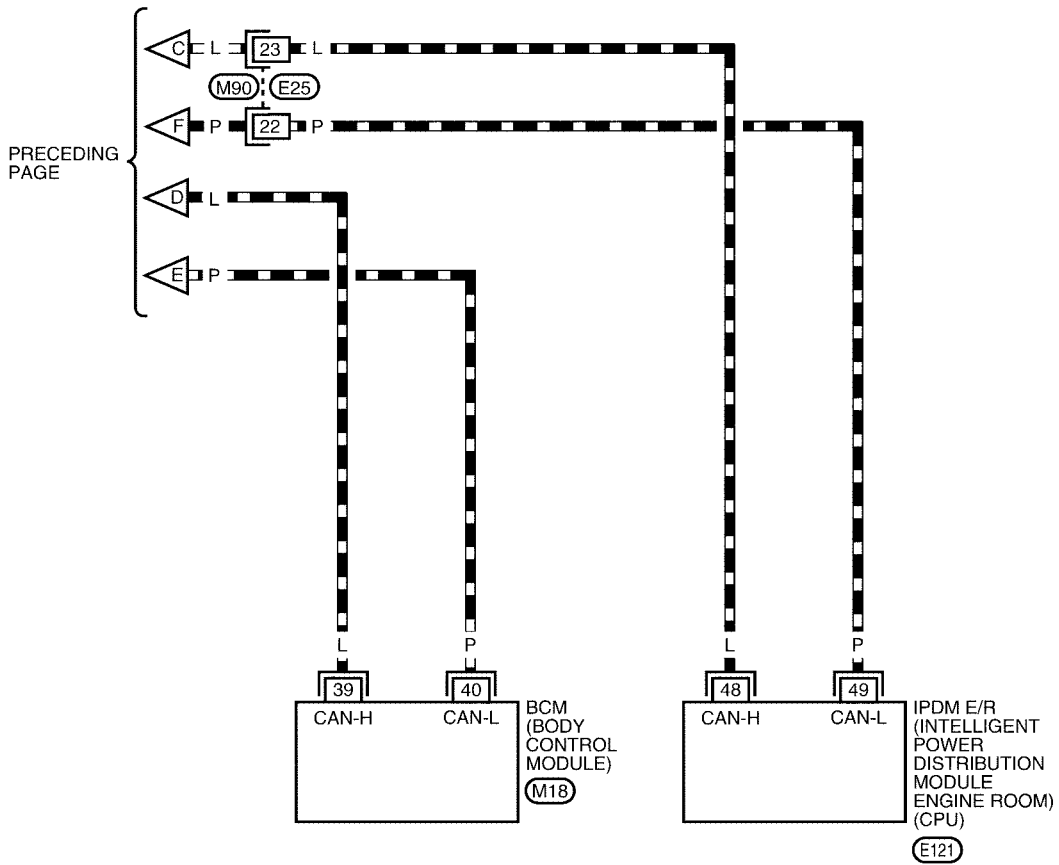 C L 23 L
M90 E25
F P 22 P
PRECEDING
PAGE
D L
E P
L P L P
39 40 48 49
CAN-H CAN-L
BCM
(BODY
CONTROL
MODULE)
M18
CAN-H CAN-L
IPDM E/R
(INTELLIGENT
POWER
DISTRIBUTION
MODULE
ENGINE ROOM)
(CPU)
E121